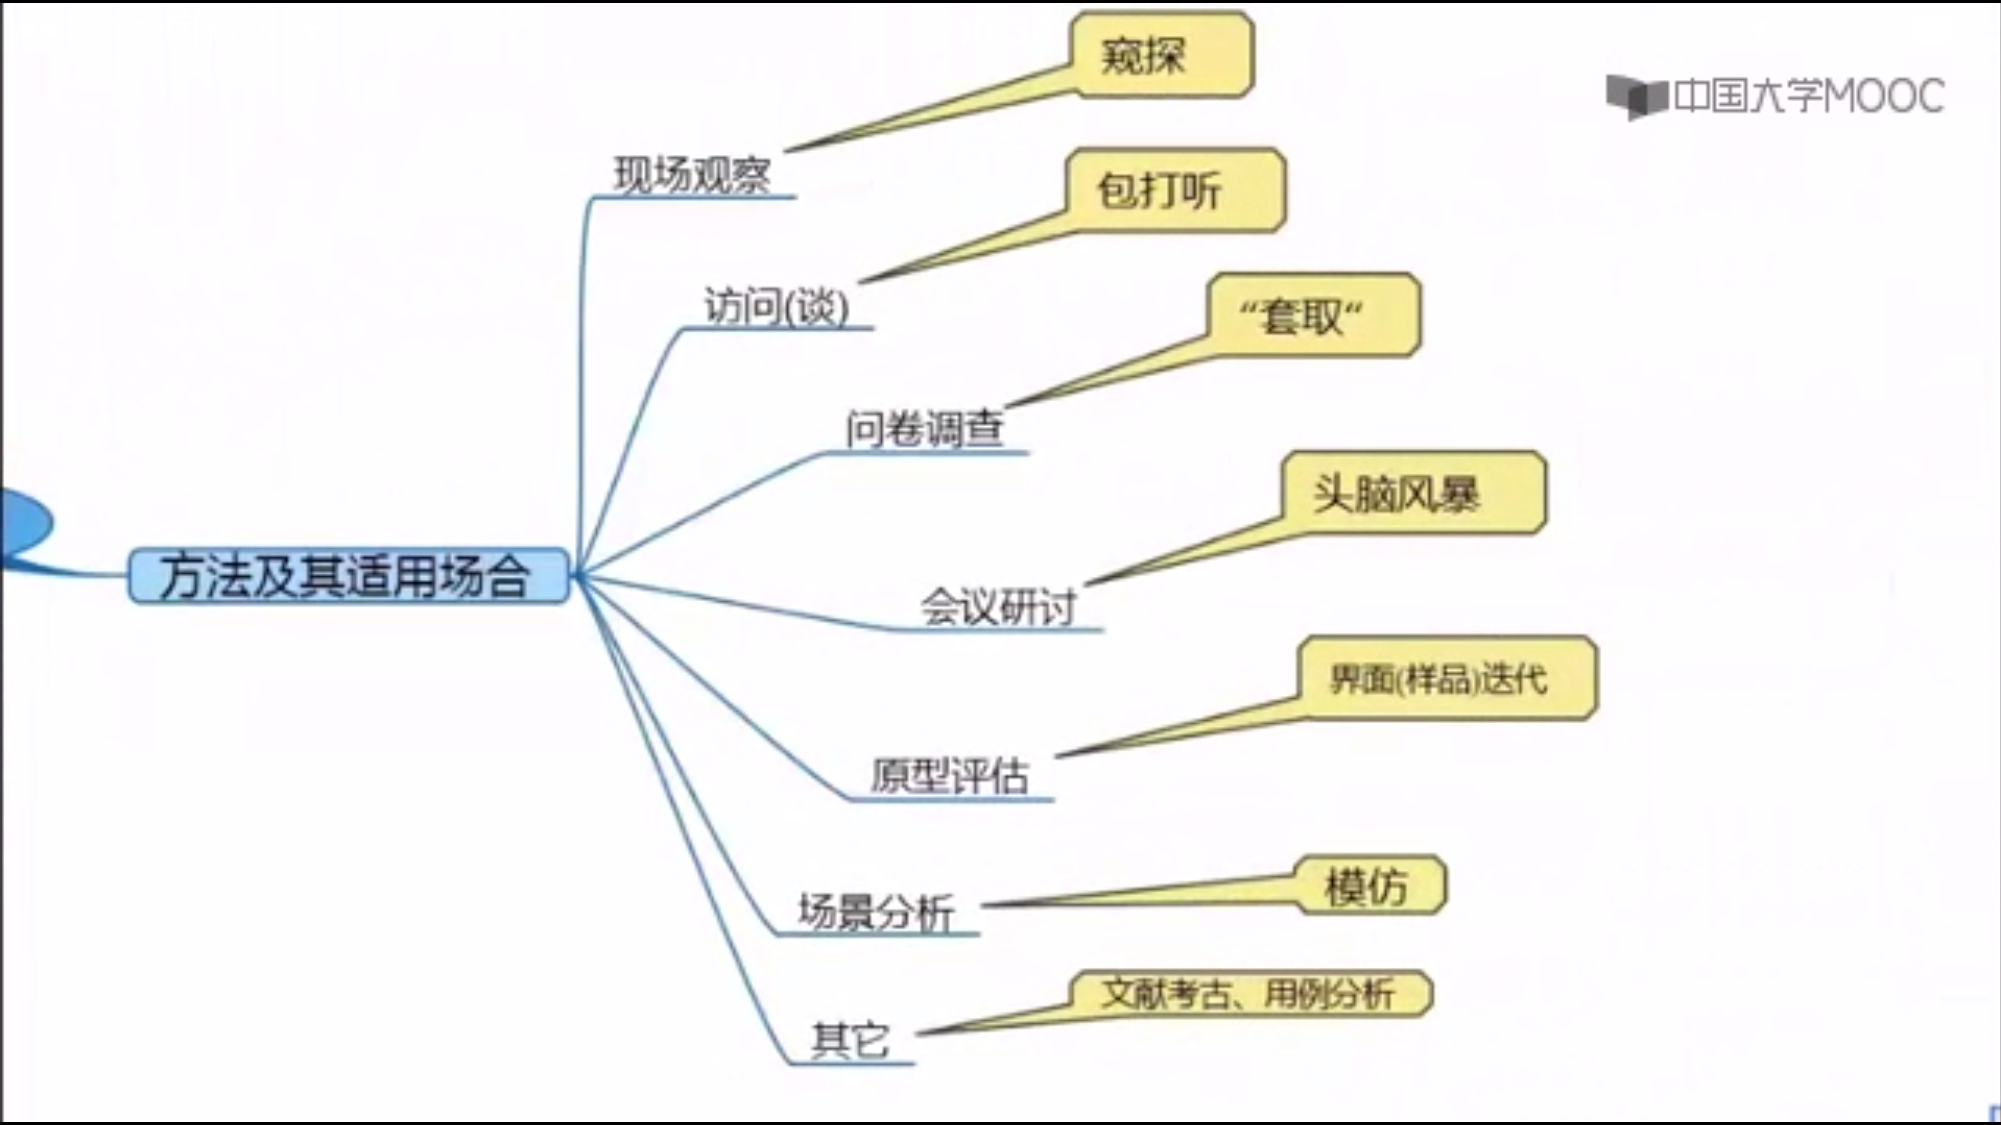 窥探
中国大学MOOC
现场观察
包打听
访问(谈)
“套取“
问卷调查
头脑风暴
方法及其适用场合
会议研讨
界面(样品)迭代
原型评估
模仿
场景分析
文献考古、用例分析
其它